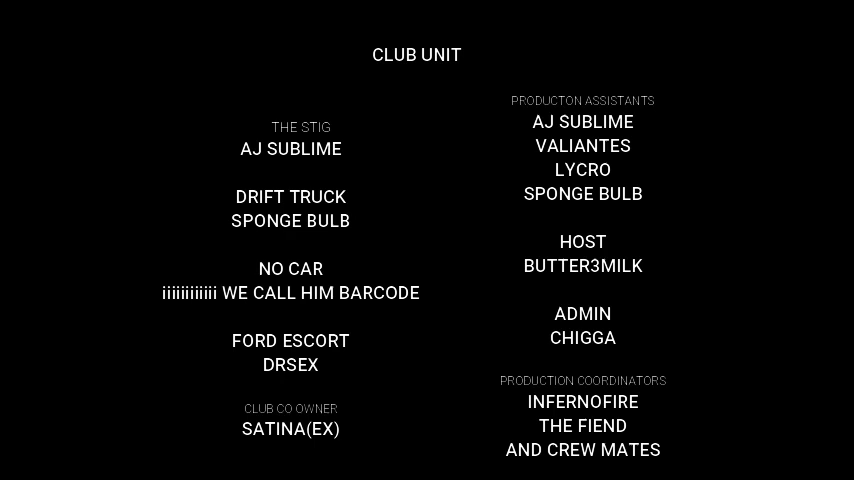 CLUB UNIT
THE STIG
AJ SUBLIME
DRIFT TRUCK
SPONGE BULB
NO CAR
iiiiiiiiiiii WE CALL HIM BARCODE
FORD ESCORT
DRSEX
CLUB CO OWNER
SATINA(EX)
PRODUCTON ASSISTANTS
AJ SUBLIME
VALIANTES
LYCRO
SPONGE BULB
HOST
BUTTER3MILK
ADMIN
CHIGGA
PRODUCTION COORDINATORS
INFERNOFIRE
THE FIEND
AND CREW MATES